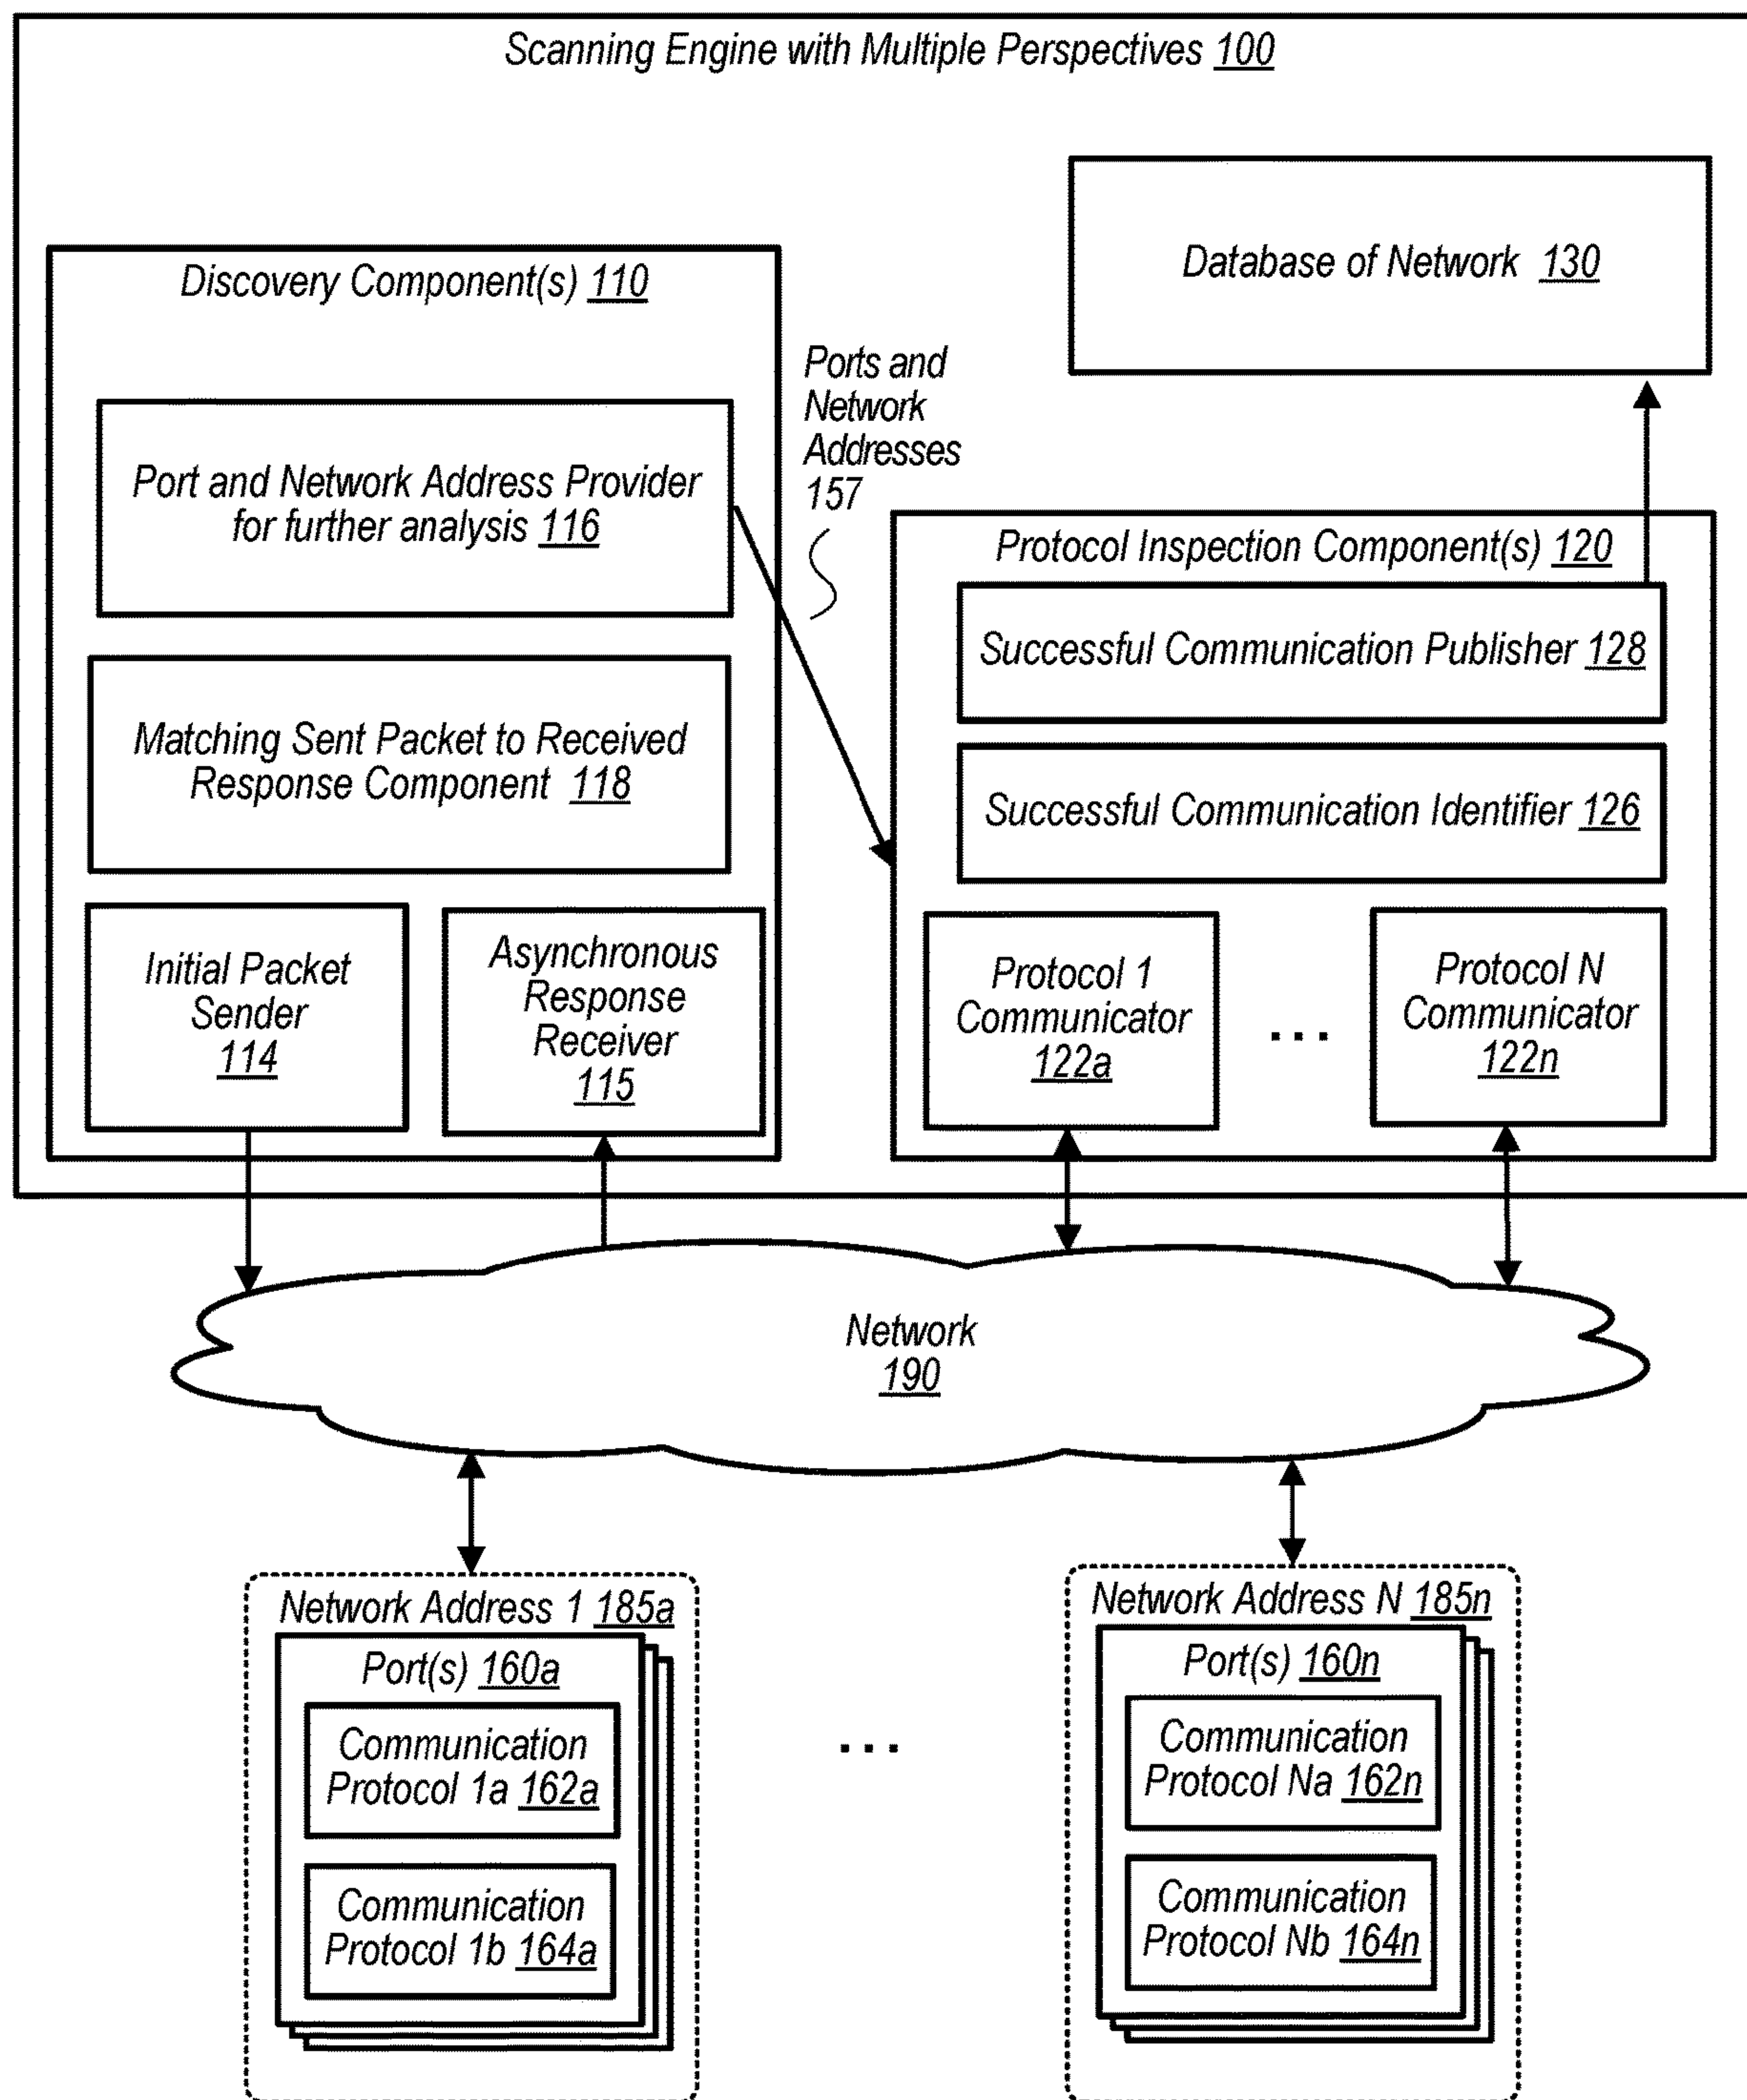 Scanning Engine with Multiple Perspectives 100
Database of Network 130
Discovery Component(s) 110
Ports and
Network
Addresses
157
Port and Network Address Provider
for further analysis 116
Matching Sent Packet to Received
Response Component 118
Initial Packet
Sender
114
Asynchronous
Response
Receiver
115
Protocol Inspection Component(s) 120
Successful Communication Publisher 128
Successful Communication Identifier 126
Protocol 1
Communicator
122a
...
Protocol N
Communicator
122n
Network
190
Network Address 1 185a
Port(s) 160a
Communication
Protocol 1a 162a
Communication
Protocol 1b 164a
...
Network Address N 185n
Port(s) 160n
Communication
Protocol Na 162n
Communication
Protocol Nb 164n